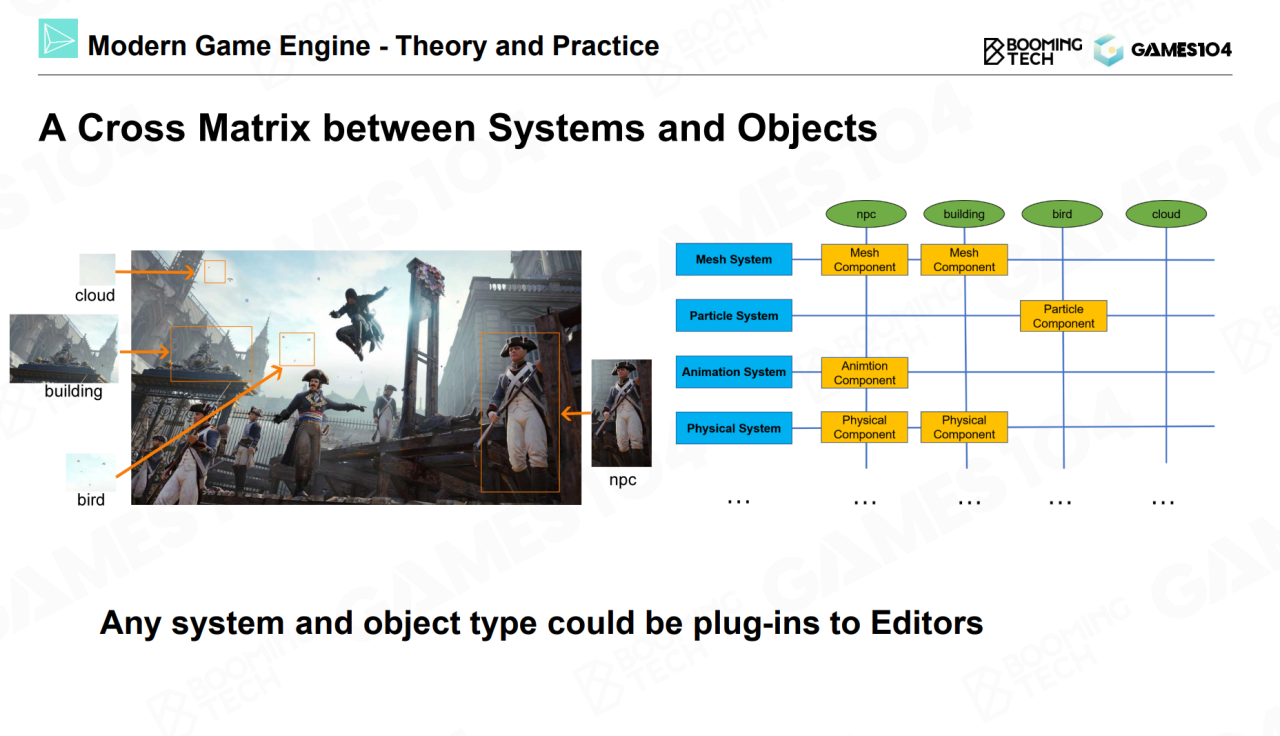 Modern Game Engine - Theory and Practice
BOOMING
TECH
GAMES104
A Cross Matrix between Systems and Objects
cloud
building
bird
npc
npc
building
bird
cloud
Mesh System
Mesh
Component
Mesh
Component
Particle System
Particle
Component
Animation System
Animtion
Component
Physical System
Physical
Component
Physical
Component
... ... ... ... ...
Any system and object type could be plug-ins to Editors